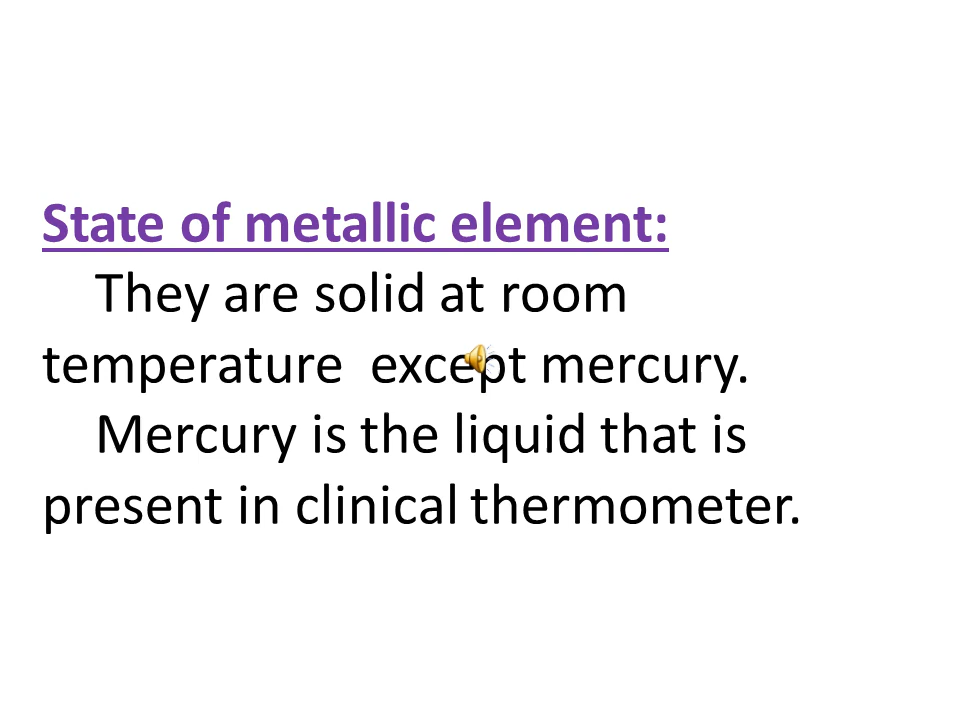 State of metallic element:
They are solid at room
temperature  except mercury.
Mercury is the liquid that is
present in clinical thermometer.